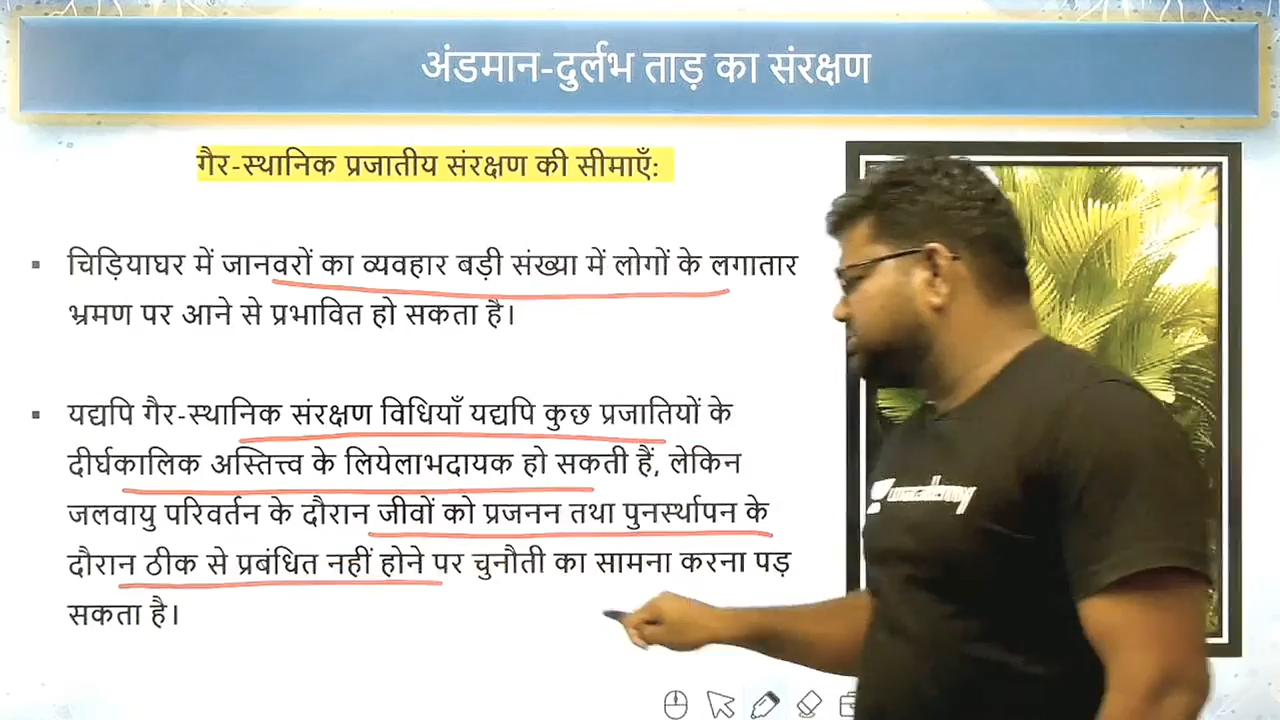 अंडमान-दुर्लभ ताड़ का संरक्षण
गैर-स्थानिक प्रजातीय संरक्षण की सीमाएँ:
▪ चिड़ियाघर में जानवरों का व्यवहार बड़ी संख्या में लोगों के लगातार
भ्रमण पर आने से प्रभावित हो सकता है।
▪ यद्यपि गैर-स्थानिक संरक्षण विधियाँ यद्यपि कुछ प्रजातियों के
दीर्घकालिक अस्तित्त्व के लियेलाभदायक हो सकती हैं, लेकिन
जलवायु परिवर्तन के दौरान जीवों को प्रजनन तथा पुनर्स्थापन के
दौरान ठीक से प्रबंधित नहीं होने पर चुनौती का सामना करना पड़
सकता है।
unacademy